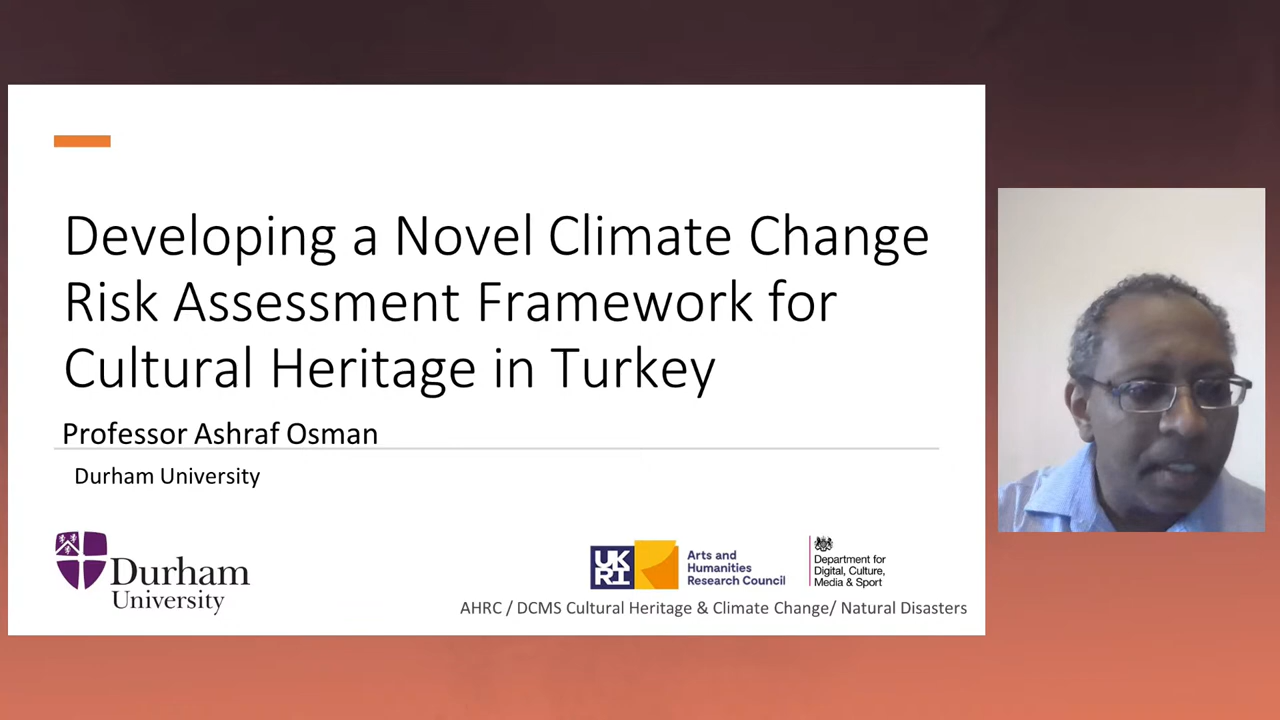 Developing a Novel Climate Change
Risk Assessment Framework for
Cultural Heritage in Turkey
Professor Ashraf Osman
Durham University
Durham
University
UK
RI
Arts and
Humanities
Research Council
Department for
Digital, Culture,
Media & Sport
AHRC / DCMS Cultural Heritage & Climate Change/ Natural Disasters